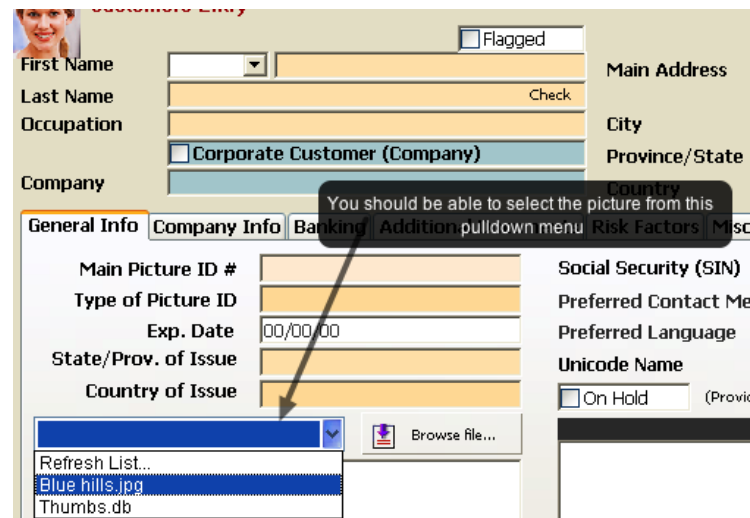 Customers Entry
Flagged
First Name
Main Address
Last Name
Check
Occupation
City
Corporate Customer (Company)
Province/State
Company
Country
You should be able to select the picture from this
pulldown menu
General Info Company Info Banking Additional Risk Factors Misc
Main Picture ID #
Social Security (SIN)
Type of Picture ID
Preferred Contact Me
Exp. Date 00/00/00
Preferred Language
State/Prov. of Issue
Unicode Name
Country of Issue
On Hold (Provi
Browse file...
Refresh List...
Blue hills.jpg
Thumbs.db